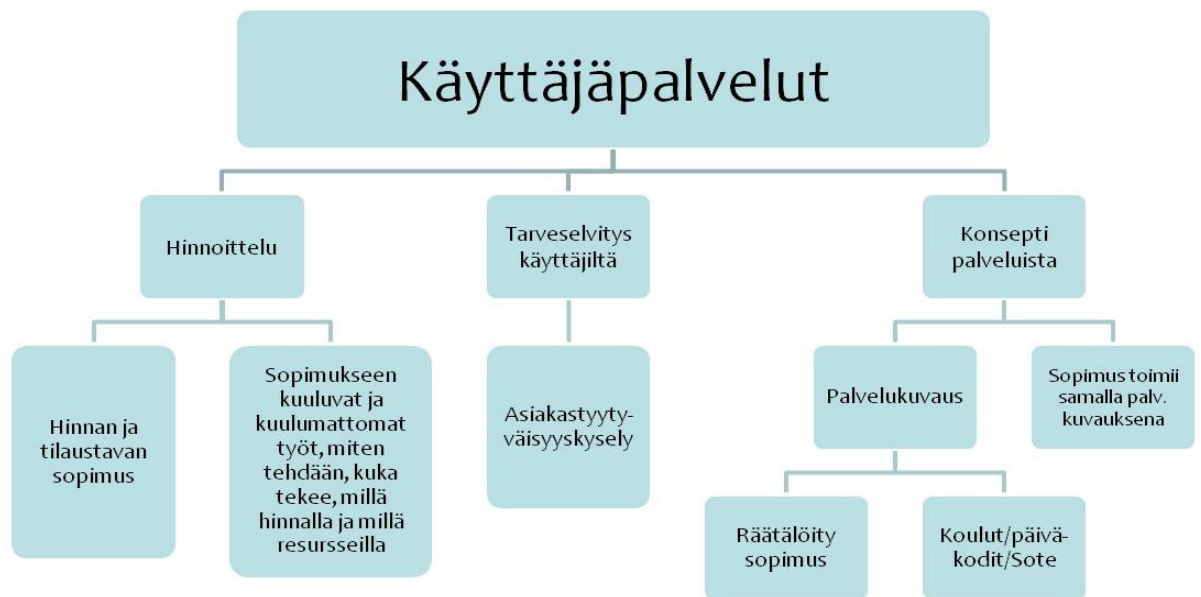 Käyttäjäpalvelut
Hinnoittelu
Tarveselvitys
käyttäjiltä
Konsepti
palveluista
Hinnan ja
tilaustavan
sopimus
Sopimukseen
kuuluvat ja
kuulumattomat
työt, miten
tehdään, kuka
tekee, millä
hinnalla ja millä
resursseilla
Asiakastyyty-
väisyyskysely
Palvelukuvaus
Sopimus toimii
samalla palv.
kuvauksena
Räätälöity
sopimus
Koulut/päivä-
kodit/Sote